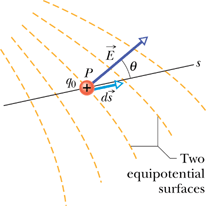 P
E
θ
s
q0
ds
Two
equipotential
surfaces